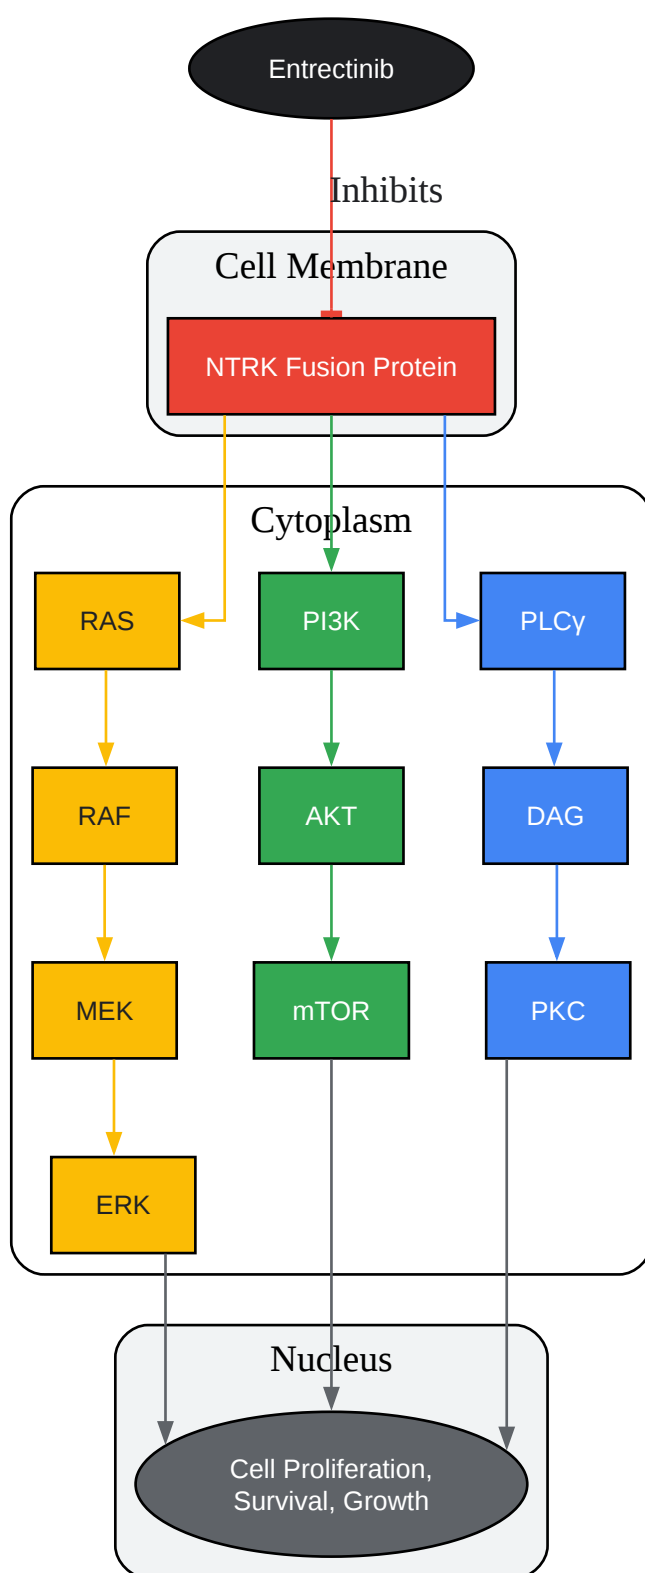 Entrectinib
Inhibits
Cell Membrane
NTRK Fusion Protein
Cytoplasm
RAS
PI3K
PLCγ
RAF
AKT
DAG
MEK
mTOR
PKC
ERK
Nucleus
Cell Proliferation,
Survival, Growth